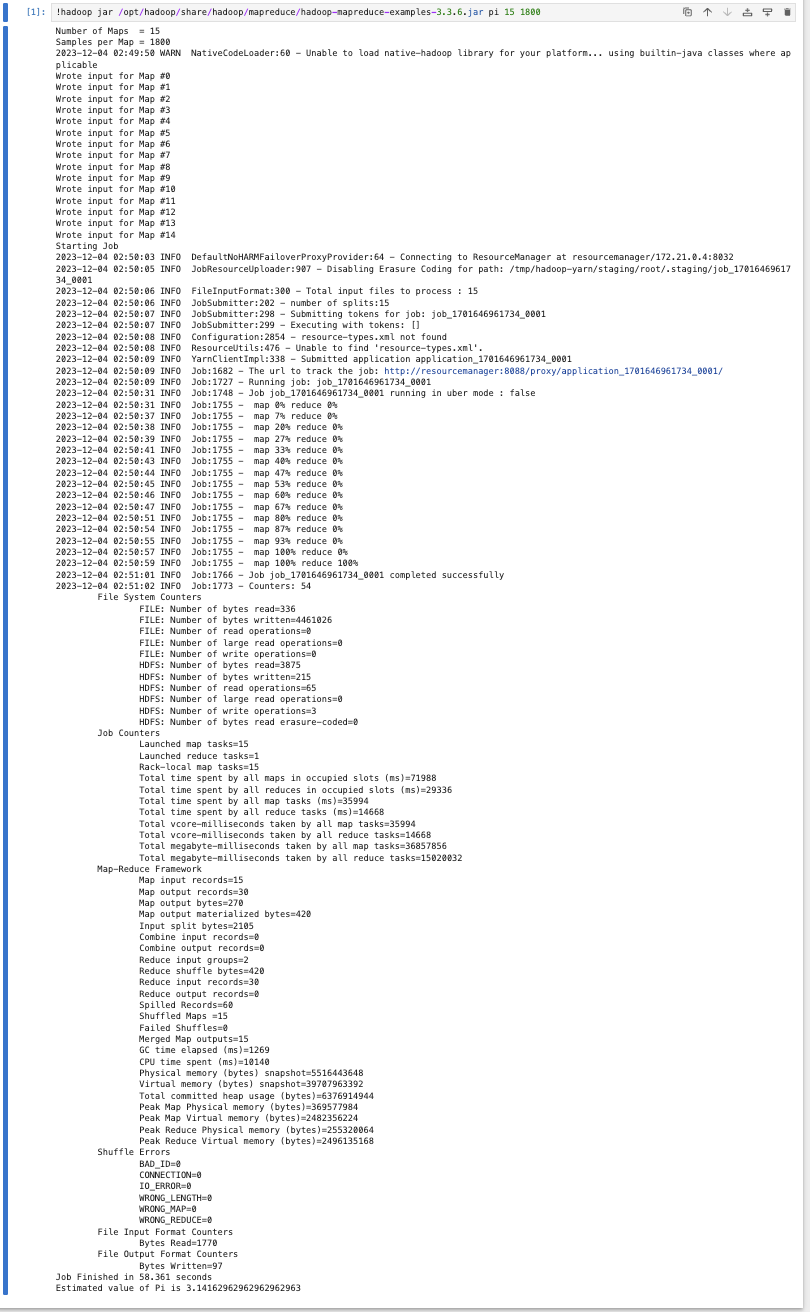 [1]: !hadoop jar /opt/hadoop/share/hadoop/mapreduce/hadoop-mapreduce-examples-3.3.6.jar pi 15 1800
Number of Maps  = 15
Samples per Map = 1800
2023-12-04 02:49:50 WARN  NativeCodeLoader:60 - Unable to load native-hadoop library for your platform... using builtin-java classes where ap
plicable
Wrote input for Map #0
Wrote input for Map #1
Wrote input for Map #2
Wrote input for Map #3
Wrote input for Map #4
Wrote input for Map #5
Wrote input for Map #6
Wrote input for Map #7
Wrote input for Map #8
Wrote input for Map #9
Wrote input for Map #10
Wrote input for Map #11
Wrote input for Map #12
Wrote input for Map #13
Wrote input for Map #14
Starting Job
2023-12-04 02:50:03 INFO  DefaultNoHARMFailoverProxyProvider:64 - Connecting to ResourceManager at resourcemanager/172.21.0.4:8032
2023-12-04 02:50:05 INFO  JobResourceUploader:907 - Disabling Erasure Coding for path: /tmp/hadoop-yarn/staging/root/.staging/job_17016469617
34_0001
2023-12-04 02:50:06 INFO  FileInputFormat:300 - Total input files to process : 15
2023-12-04 02:50:06 INFO  JobSubmitter:202 - number of splits:15
2023-12-04 02:50:07 INFO  JobSubmitter:298 - Submitting tokens for job: job_1701646961734_0001
2023-12-04 02:50:07 INFO  JobSubmitter:299 - Executing with tokens: []
2023-12-04 02:50:08 INFO  Configuration:2854 - resource-types.xml not found
2023-12-04 02:50:08 INFO  ResourceUtils:476 - Unable to find 'resource-types.xml'.
2023-12-04 02:50:09 INFO  YarnClientImpl:338 - Submitted application application_1701646961734_0001
2023-12-04 02:50:09 INFO  Job:1682 - The url to track the job: http://resourcemanager:8088/proxy/application_1701646961734_0001/
2023-12-04 02:50:09 INFO  Job:1727 - Running job: job_1701646961734_0001
2023-12-04 02:50:31 INFO  Job:1748 - Job job_1701646961734_0001 running in uber mode : false
2023-12-04 02:50:31 INFO  Job:1755 -  map 0% reduce 0%
2023-12-04 02:50:37 INFO  Job:1755 -  map 7% reduce 0%
2023-12-04 02:50:38 INFO  Job:1755 -  map 20% reduce 0%
2023-12-04 02:50:39 INFO  Job:1755 -  map 27% reduce 0%
2023-12-04 02:50:41 INFO  Job:1755 -  map 33% reduce 0%
2023-12-04 02:50:43 INFO  Job:1755 -  map 40% reduce 0%
2023-12-04 02:50:44 INFO  Job:1755 -  map 47% reduce 0%
2023-12-04 02:50:45 INFO  Job:1755 -  map 53% reduce 0%
2023-12-04 02:50:46 INFO  Job:1755 -  map 60% reduce 0%
2023-12-04 02:50:47 INFO  Job:1755 -  map 67% reduce 0%
2023-12-04 02:50:51 INFO  Job:1755 -  map 80% reduce 0%
2023-12-04 02:50:54 INFO  Job:1755 -  map 87% reduce 0%
2023-12-04 02:50:55 INFO  Job:1755 -  map 93% reduce 0%
2023-12-04 02:50:57 INFO  Job:1755 -  map 100% reduce 0%
2023-12-04 02:50:59 INFO  Job:1755 -  map 100% reduce 100%
2023-12-04 02:51:01 INFO  Job:1766 - Job job_1701646961734_0001 completed successfully
2023-12-04 02:51:02 INFO  Job:1773 - Counters: 54
File System Counters
FILE: Number of bytes read=336
FILE: Number of bytes written=4461026
FILE: Number of read operations=0
FILE: Number of large read operations=0
FILE: Number of write operations=0
HDFS: Number of bytes read=3875
HDFS: Number of bytes written=215
HDFS: Number of read operations=65
HDFS: Number of large read operations=0
HDFS: Number of write operations=3
HDFS: Number of bytes read erasure-coded=0
Job Counters
Launched map tasks=15
Launched reduce tasks=1
Rack-local map tasks=15
Total time spent by all maps in occupied slots (ms)=71988
Total time spent by all reduces in occupied slots (ms)=29336
Total time spent by all map tasks (ms)=35994
Total time spent by all reduce tasks (ms)=14668
Total vcore-milliseconds taken by all map tasks=35994
Total vcore-milliseconds taken by all reduce tasks=14668
Total megabyte-milliseconds taken by all map tasks=36857856
Total megabyte-milliseconds taken by all reduce tasks=15020032
Map-Reduce Framework
Map input records=15
Map output records=30
Map output bytes=270
Map output materialized bytes=420
Input split bytes=2105
Combine input records=0
Combine output records=0
Reduce input groups=2
Reduce shuffle bytes=420
Reduce input records=30
Reduce output records=0
Spilled Records=60
Shuffled Maps =15
Failed Shuffles=0
Merged Map outputs=15
GC time elapsed (ms)=1269
CPU time spent (ms)=10140
Physical memory (bytes) snapshot=5516443648
Virtual memory (bytes) snapshot=39707963392
Total committed heap usage (bytes)=6376914944
Peak Map Physical memory (bytes)=369577984
Peak Map Virtual memory (bytes)=2482356224
Peak Reduce Physical memory (bytes)=255320064
Peak Reduce Virtual memory (bytes)=2496135168
Shuffle Errors
BAD_ID=0
CONNECTION=0
IO_ERROR=0
WRONG_LENGTH=0
WRONG_MAP=0
WRONG_REDUCE=0
File Input Format Counters
Bytes Read=1770
File Output Format Counters
Bytes Written=97
Job Finished in 58.361 seconds
Estimated value of Pi is 3.14162962962962962963